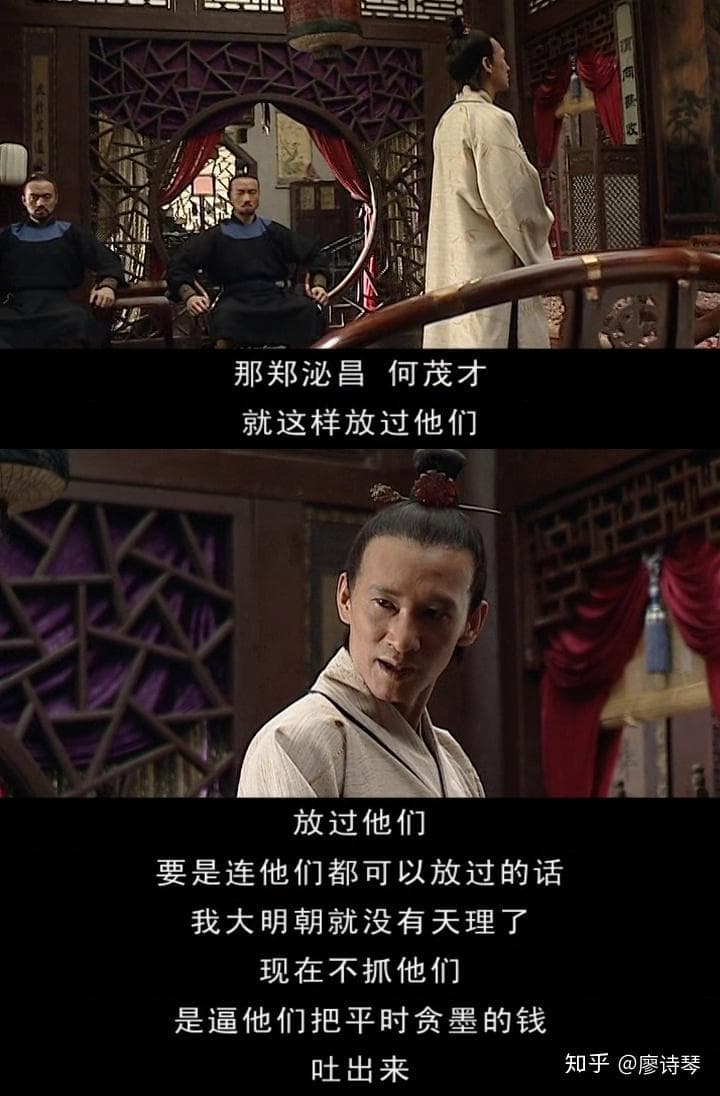 那郑泌昌 何茂才
就这样放过他们
放过他们
要是连他们都可以放过的话
我大明朝就没有天理了
现在不抓他们
是逼他们把平时贪墨的钱
吐出来
知乎 @廖诗琴